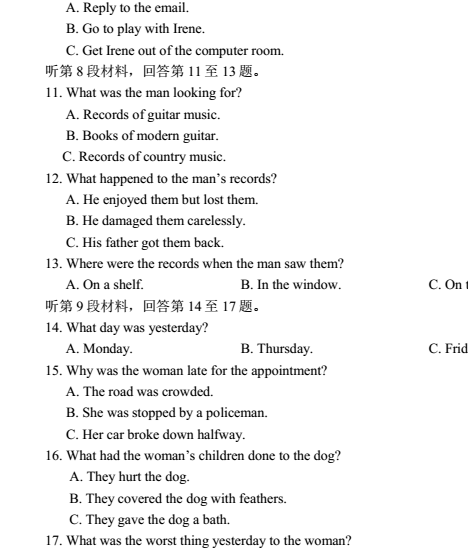 A. Reply to the email.
B. Go to play with Irene.
C. Get Irene out of the computer room.
听第 8 段材料，回答第 11 至 13 题。
11. What was the man looking for?
A. Records of guitar music.
B. Books of modern guitar.
C. Records of country music.
12. What happened to the man’s records?
A. He enjoyed them but lost them.
B. He damaged them carelessly.
C. His father got them back.
13. Where were the records when the man saw them?
A. On a shelf. B. In the window. C. On
听第 9 段材料，回答第 14 至 17 题。
14. What day was yesterday?
A. Monday. B. Thursday. C. Frid
15. Why was the woman late for the appointment?
A. The road was crowded.
B. She was stopped by a policeman.
C. Her car broke down halfway.
16. What had the woman’s children done to the dog?
A. They hurt the dog.
B. They covered the dog with feathers.
C. They gave the dog a bath.
17. What was the worst thing yesterday to the woman?